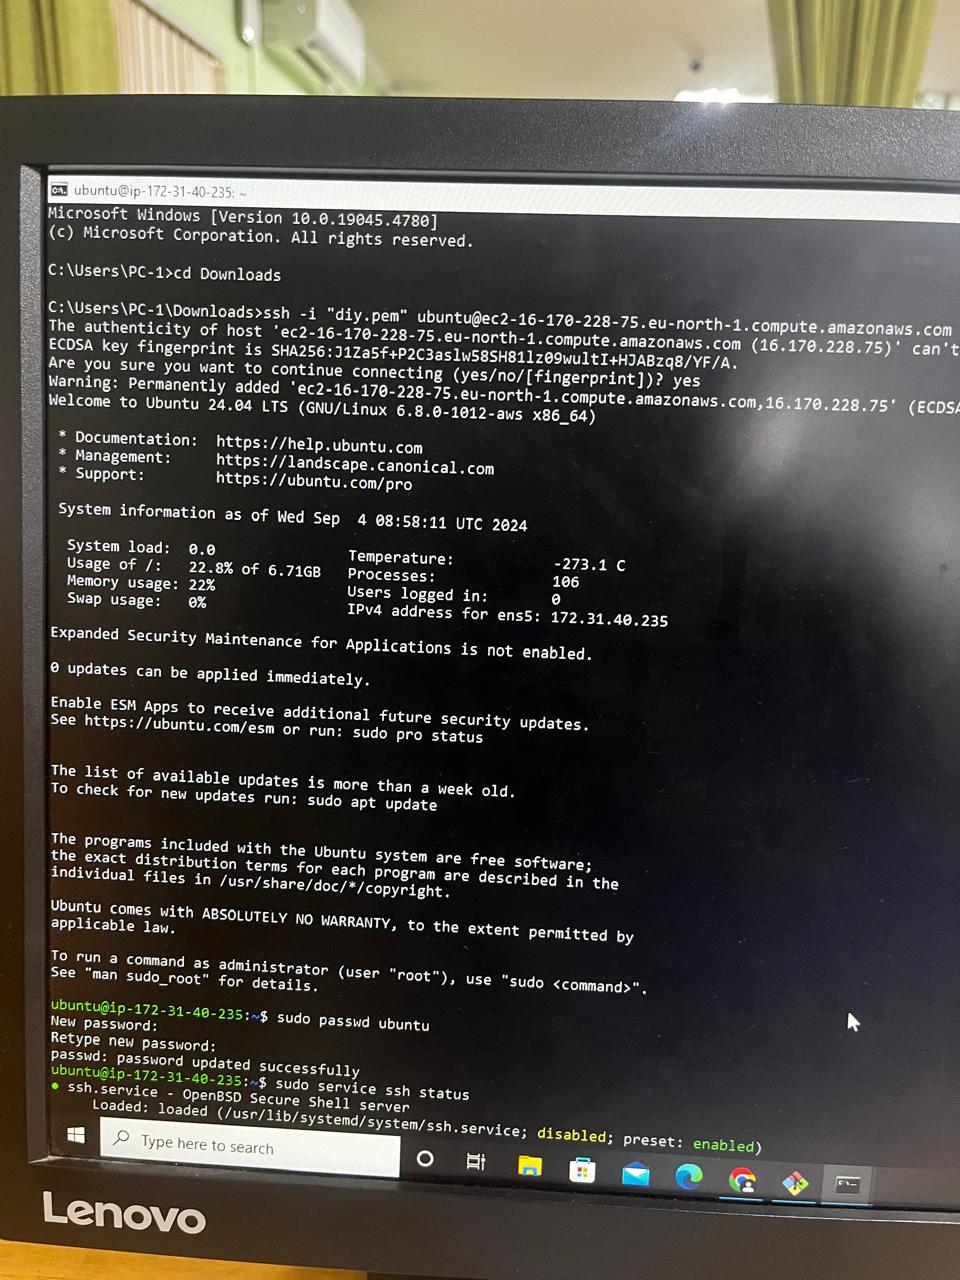 ubuntu@ip-172-31-40-235: ~
Microsoft Windows [Version 10.0.19045.4780]
(c) Microsoft Corporation. All rights reserved.
C:\Users\PC-1>cd Downloads
C:\Users\PC-1\Downloads>ssh -i "diy.pem" ubuntu@ec2-16-170-228-75.eu-north-1.compute.amazonaws.com
The authenticity of host 'ec2-16-170-228-75.eu-north-1.compute.amazonaws.com (16.170.228.75)' can't
ECDSA key fingerprint is SHA256:J1Za5f+P2C3aslw58SH81lz09wultI+HJABzq8/YF/A.
Are you sure you want to continue connecting (yes/no/[fingerprint])? yes
Warning: Permanently added 'ec2-16-170-228-75.eu-north-1.compute.amazonaws.com,16.170.228.75' (ECDSA
Welcome to Ubuntu 24.04 LTS (GNU/Linux 6.8.0-1012-aws x86_64)
* Documentation: https://help.ubuntu.com
* Management: https://landscape.canonical.com
* Support: https://ubuntu.com/pro
System information as of Wed Sep 4 08:58:11 UTC 2024
System load: 0.0 Temperature: -273.1 C
Usage of /: 22.8% of 6.71GB Processes: 106
Memory usage: 22% Users logged in: 0
Swap usage: 0% IPv4 address for ens5: 172.31.40.235
Expanded Security Maintenance for Applications is not enabled.
0 updates can be applied immediately.
Enable ESM Apps to receive additional future security updates.
See https://ubuntu.com/esm or run: sudo pro status
The list of available updates is more than a week old.
To check for new updates run: sudo apt update
The programs included with the Ubuntu system are free software;
the exact distribution terms for each program are described in the
individual files in /usr/share/doc/*/copyright.
Ubuntu comes with ABSOLUTELY NO WARRANTY, to the extent permitted by
applicable law.
To run a command as administrator (user "root"), use "sudo <command>".
See "man sudo_root" for details.
ubuntu@ip-172-31-40-235:~$ sudo passwd ubuntu
New password:
Retype new password:
passwd: password updated successfully
ubuntu@ip-172-31-40-235:~$ sudo service ssh status
● ssh.service - OpenBSD Secure Shell server
Loaded: loaded (/usr/lib/systemd/system/ssh.service; disabled; preset: enabled)
Type here to search
Lenovo